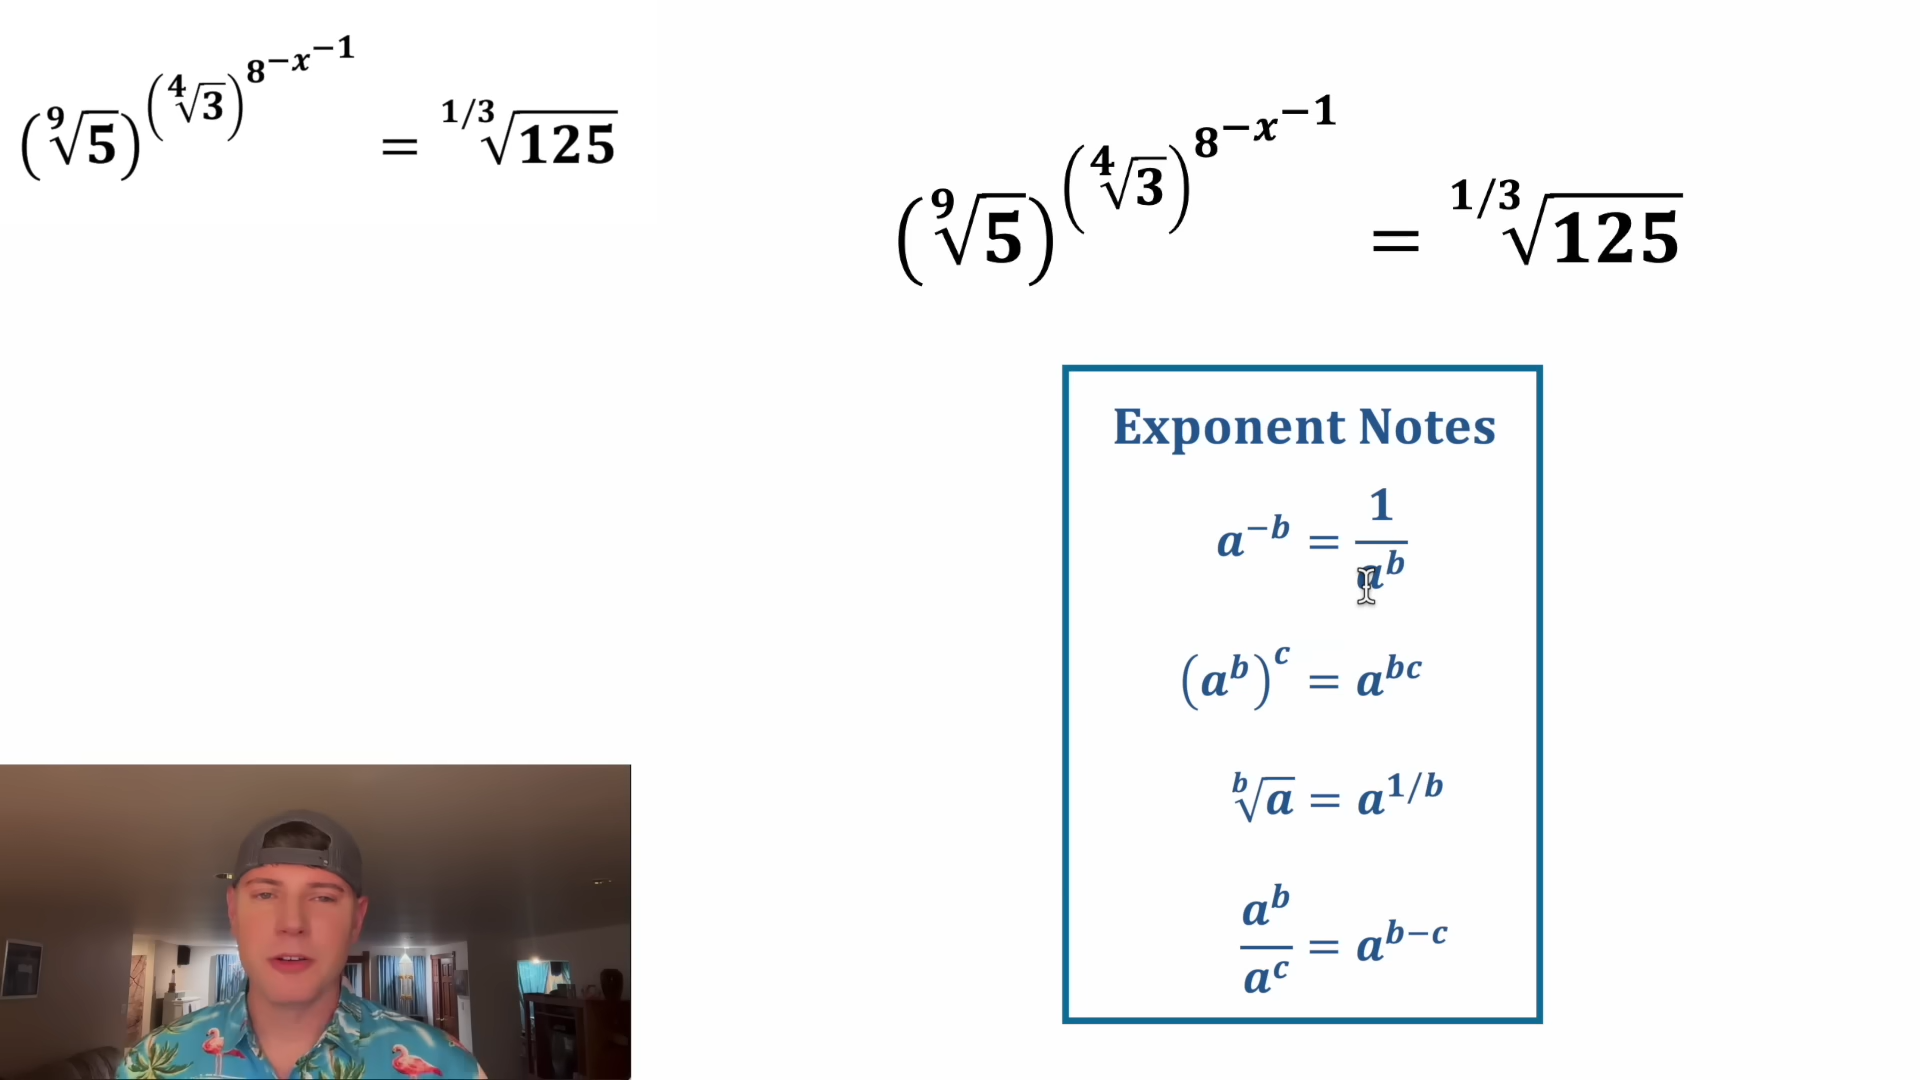 (⁹√5)^(⁴√3)^8^−x^−1 = ^1/3√125
(⁹√5)^(⁴√3)^8^−x^−1 = ^1/3√125
Exponent Notes
a^−b = 1/a^b
(a^b)^c = a^bc
^b√a = a^1/b
a^b/a^c = a^b−c